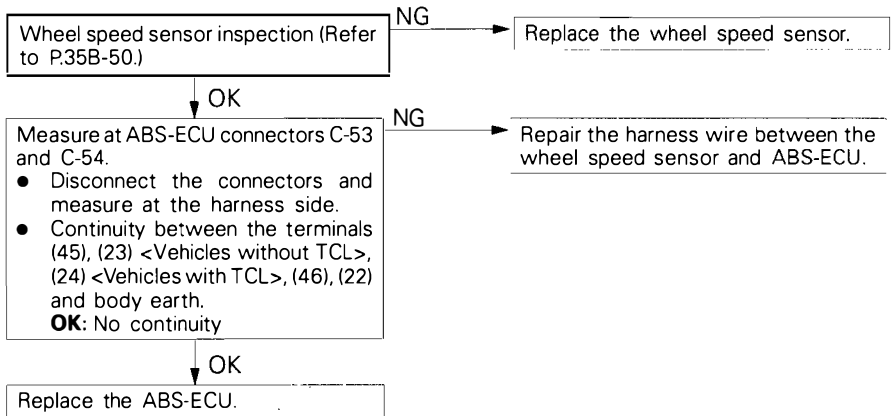 Wheel speed sensor inspection (Refer
to P.35B-50.)
NG
Replace the wheel speed sensor.
OK
Measure at ABS-ECU connectors C-53
and C-54.
● Disconnect the connectors and
measure at the harness side.
● Continuity between the terminals
(45), (23) <Vehicles without TCL>,
(24) <Vehicles with TCL>, (46), (22)
and body earth.
OK: No continuity
NG
Repair the harness wire between the
wheel speed sensor and ABS-ECU.
OK
Replace the ABS-ECU.